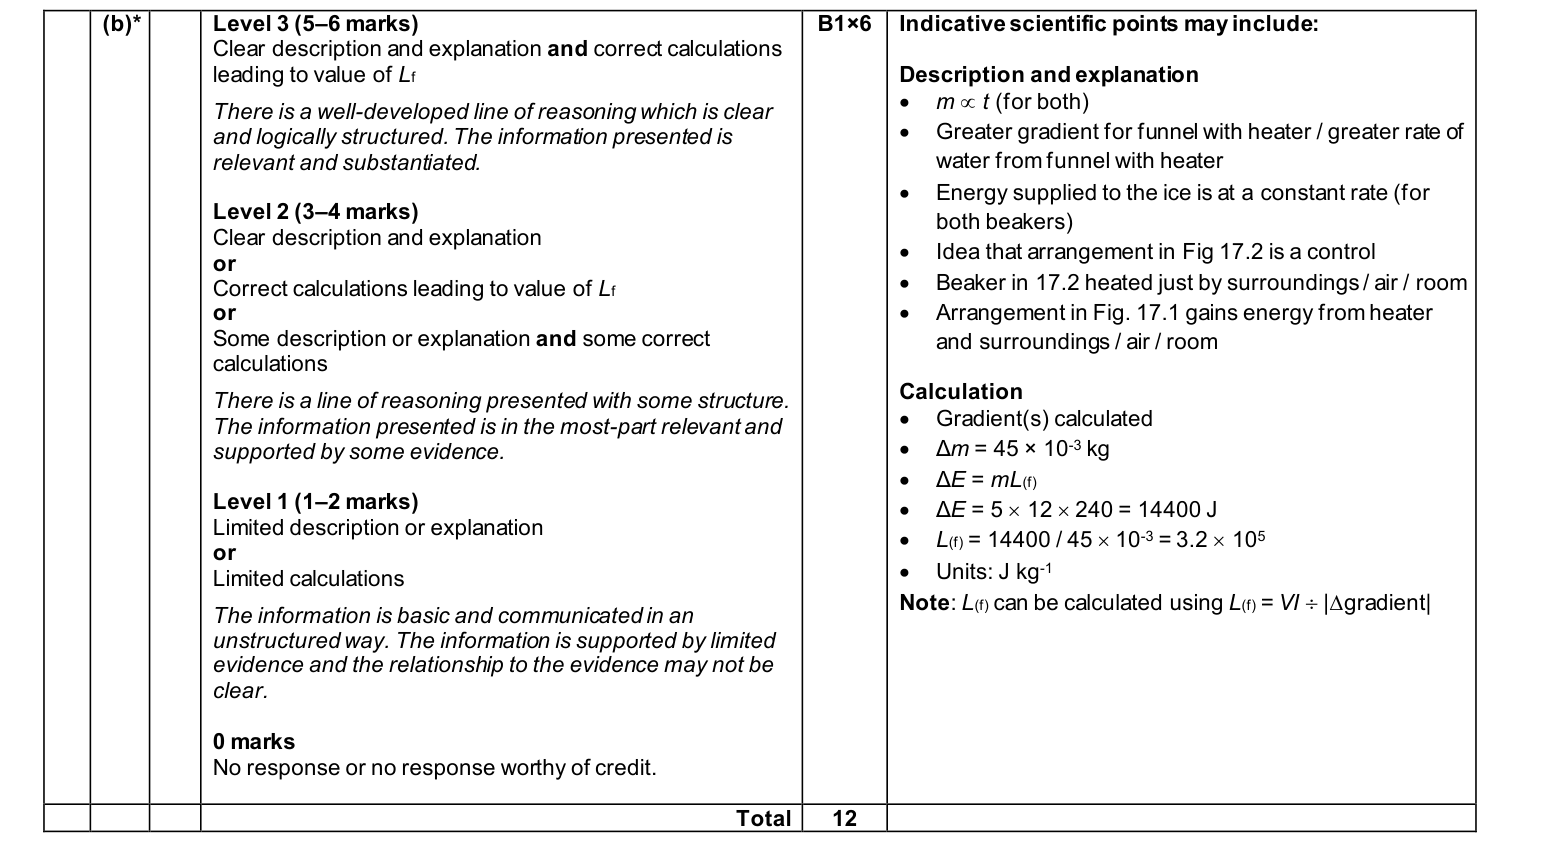 (b)*
Level 3 (5–6 marks)
Clear description and explanation and correct calculations
leading to value of Lf
There is a well-developed line of reasoning which is clear
and logically structured. The information presented is
relevant and substantiated.
Level 2 (3–4 marks)
Clear description and explanation
or
Correct calculations leading to value of Lf
or
Some description or explanation and some correct
calculations
There is a line of reasoning presented with some structure.
The information presented is in the most-part relevant and
supported by some evidence.
Level 1 (1–2 marks)
Limited description or explanation
or
Limited calculations
The information is basic and communicated in an
unstructured way. The information is supported by limited
evidence and the relationship to the evidence may not be
clear.
0 marks
No response or no response worthy of credit.
B1×6
Indicative scientific points may include:
Description and explanation
• m ∝ t (for both)
• Greater gradient for funnel with heater / greater rate of
water from funnel with heater
• Energy supplied to the ice is at a constant rate (for
both beakers)
• Idea that arrangement in Fig 17.2 is a control
• Beaker in 17.2 heated just by surroundings / air / room
• Arrangement in Fig. 17.1 gains energy from heater
and surroundings / air / room
Calculation
• Gradient(s) calculated
• Δm = 45 × 10-3 kg
• ΔE = mL(f)
• ΔE = 5 × 12 × 240 = 14400 J
• L(f) = 14400 / 45 × 10-3 = 3.2 × 105
• Units: J kg-1
Note: L(f) can be calculated using L(f) = VI ÷ |Δgradient|
Total 12